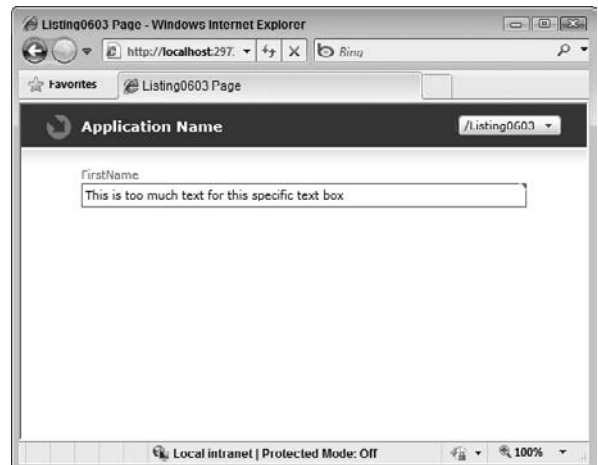 Listing0603 Page - Windows Internet Explorer
http://localhost:297
Bing
Favorites
Listing0603 Page
Application Name
/Listing0603
FirstName
This is too much text for this specific text box
Local intranet | Protected Mode: Off
100%